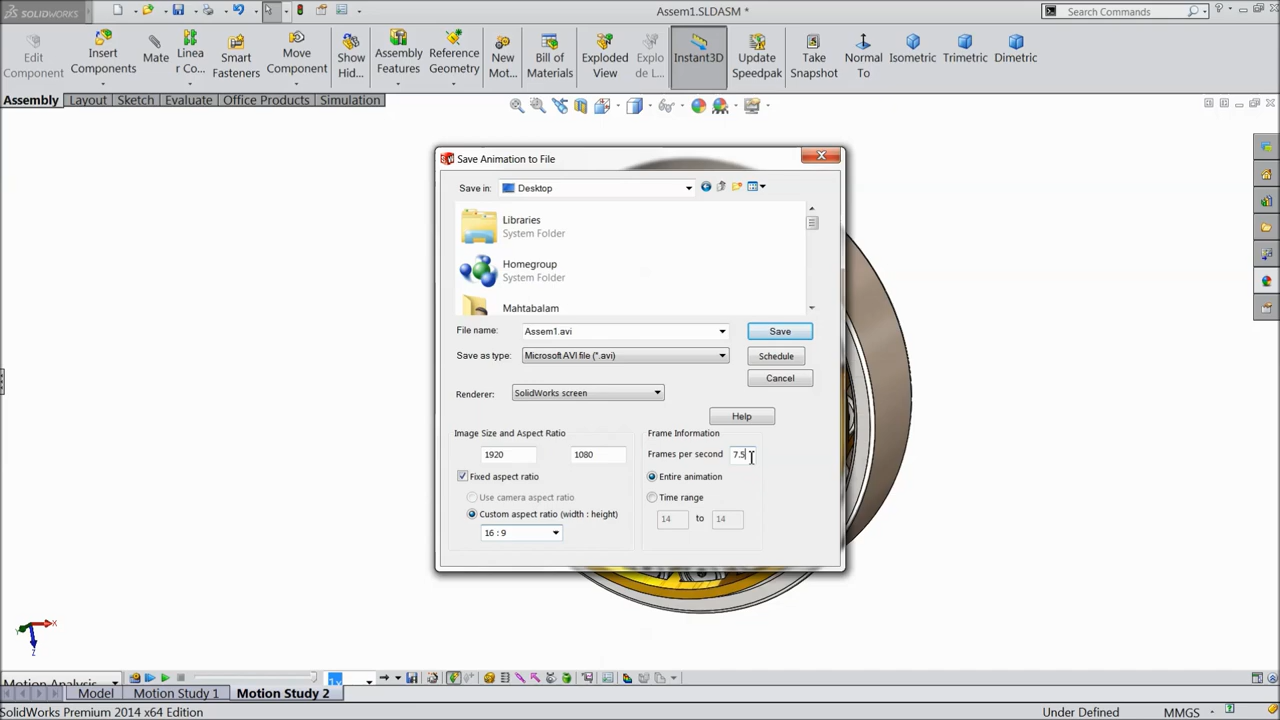 SOLIDWORKS
Assem1.SLDASM *
Search Commands
Edit Component
Insert Components
Mate
Linea r Co...
Smart Fasteners
Move Component
Show Hid...
Assembly Features
Reference Geometry
New Mot...
Bill of Materials
Exploded View
Explo de L...
Instant3D
Update Speedpak
Take Snapshot
Normal To
Isometric
Trimetric
Dimetric
Assembly
Layout
Sketch
Evaluate
Office Products
Simulation
Save Animation to File
Save in:
Desktop
Libraries
System Folder
Homegroup
System Folder
Mahtabalam
File name:
Assem1.avi
Save
Save as type:
Microsoft AVI file (*.avi)
Schedule
Cancel
Renderer:
SolidWorks screen
Help
Image Size and Aspect Ratio
Frame Information
1920
1080
Frames per second
7.5
Fixed aspect ratio
Entire animation
Use camera aspect ratio
Time range
Custom aspect ratio (width : height)
14
to
14
16 : 9
Motion Analysis
Model
Motion Study 1
Motion Study 2
SolidWorks Premium 2014 x64 Edition
Under Defined
MMGS